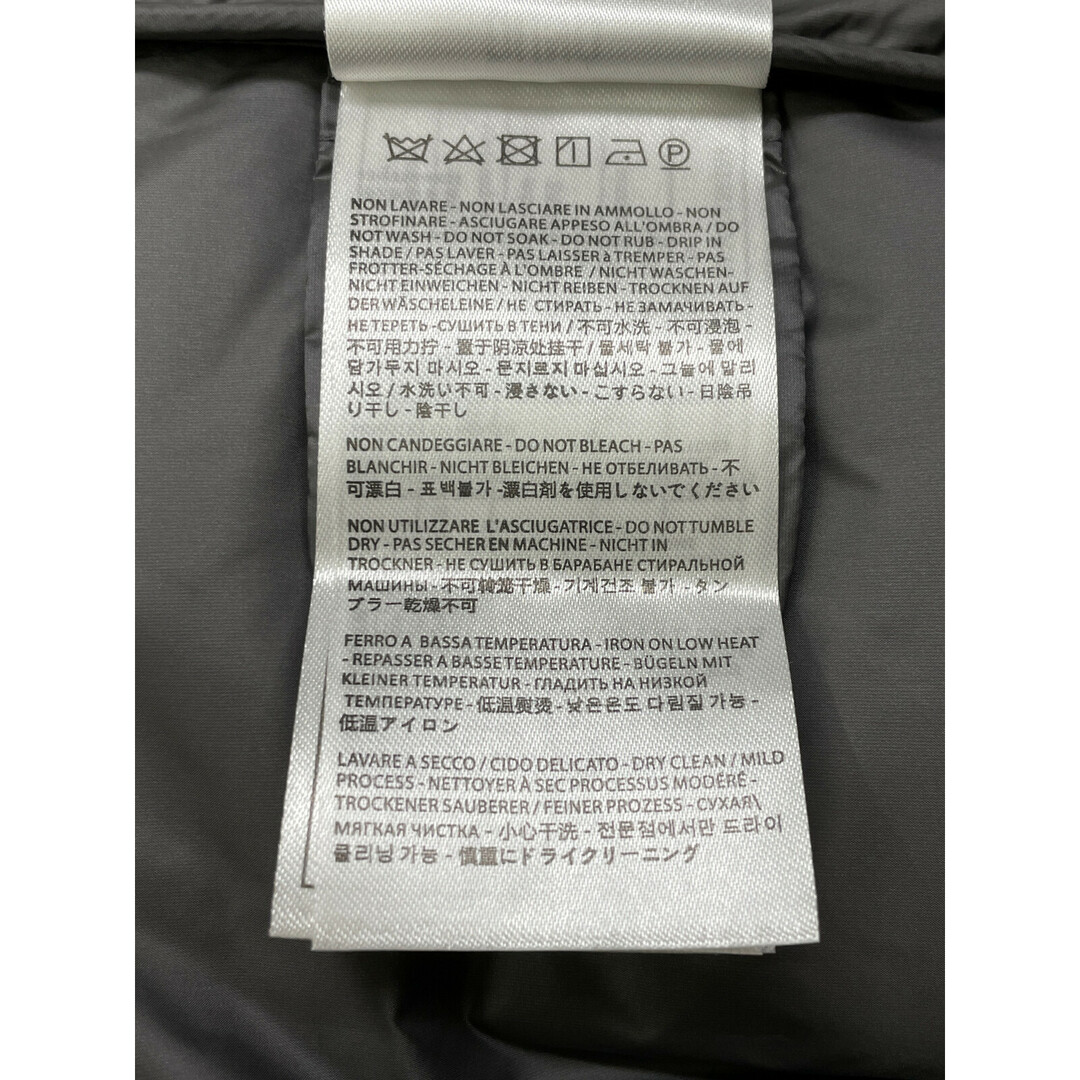 NON LAVARE - NON LASCIARE IN AMMOLLO - NON
STROFINARE - ASCIUGARE APPESO ALL'OMBRA / DO
NOT WASH - DO NOT SOAK - DO NOT RUB - DRIP IN
SHADE / PAS LAVER - PAS LAISSER à TREMPER - PAS
FROTTER-SÉCHAGE À L'OMBRE / NICHT WASCHEN-
NICHT EINWEICHEN - NICHT REIBEN - TROCKNEN AUF
DER WÄSCHELEINE / НЕ СТИРАТЬ - НЕ ЗАМАЧИВАТЬ -
НЕ ТЕРЕТЬ -СУШИТЬ В ТЕНИ / 不可水洗 - 不可浸泡 -
不可用力拧 - 置于阴凉处挂干 / 물세탁 불가 - 물에
담가두지 마시오 - 문지르지 마십시오 - 그늘에 말리
시오 / 水洗い不可 - 浸さない - こすらない - 日陰吊
り干し - 陰干し
NON CANDEGGIARE - DO NOT BLEACH - PAS
BLANCHIR - NICHT BLEICHEN - НЕ ОТБЕЛИВАТЬ - 不
可漂白 - 표백불가 -漂白剤を使用しないでください
NON UTILIZZARE L'ASCIUGATRICE - DO NOT TUMBLE
DRY - PAS SECHER EN MACHINE - NICHT IN
TROCKNER - НЕ СУШИТЬ В БАРАБАНЕ СТИРАЛЬНОЙ
МАШИНЫ - 不可转笼干燥 - 기계건조 불가 - タン
ブラー乾燥不可
FERRO A BASSA TEMPERATURA - IRON ON LOW HEAT
- REPASSER A BASSE TEMPERATURE - BÜGELN MIT
KLEINER TEMPERATUR - ГЛАДИТЬ НА НИЗКОЙ
ТЕМПЕРАТУРЕ - 低温熨烫 - 낮은온도 다림질 가능 -
低温アイロン
LAVARE A SECCO / CIDO DELICATO - DRY CLEAN / MILD
PROCESS - NETTOYER À SEC PROCESSUS MODÉRÉ -
TROCKENER SAUBERER / FEINER PROZESS - СУХАЯ\
МЯГКАЯ ЧИСТКА - 小心干洗 - 전문점에서만 드라이
클리닝 가능 - 慎重にドライクリーニング